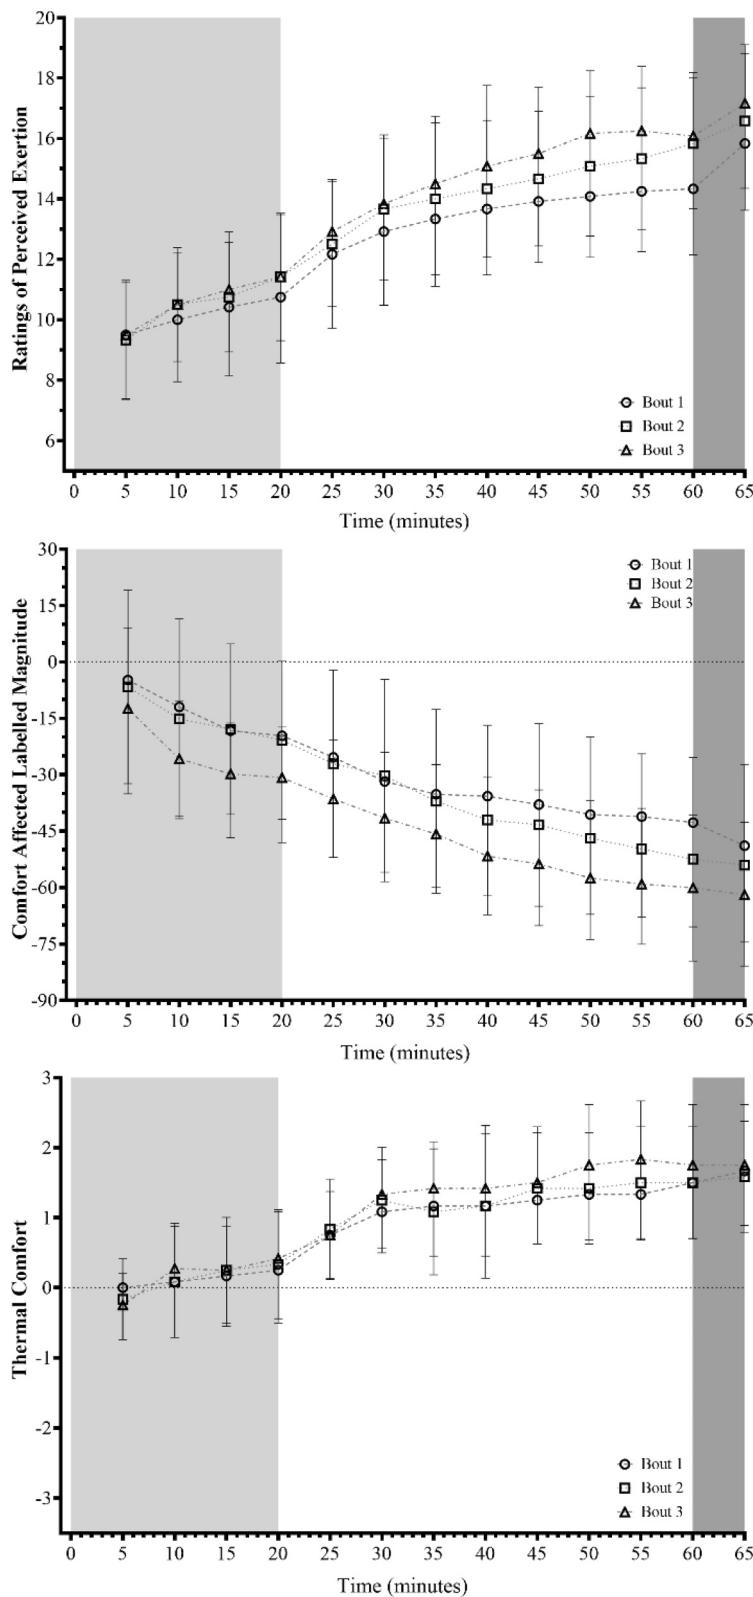 20
18
16
14
12
10
8
6
Ratings of Perceived Exertion
Bout 1
Bout 2
Bout 3
0 5 10 15 20 25 30 35 40 45 50 55 60 65
Time (minutes)
30
15
0
-15
-30
-45
-60
-75
-90
Comfort Affected Labelled Magnitude
Bout 1
Bout 2
Bout 3
0 5 10 15 20 25 30 35 40 45 50 55 60 65
Time (minutes)
3
2
1
0
-1
-2
-3
Thermal Comfort
Bout 1
Bout 2
Bout 3
0 5 10 15 20 25 30 35 40 45 50 55 60 65
Time (minutes)